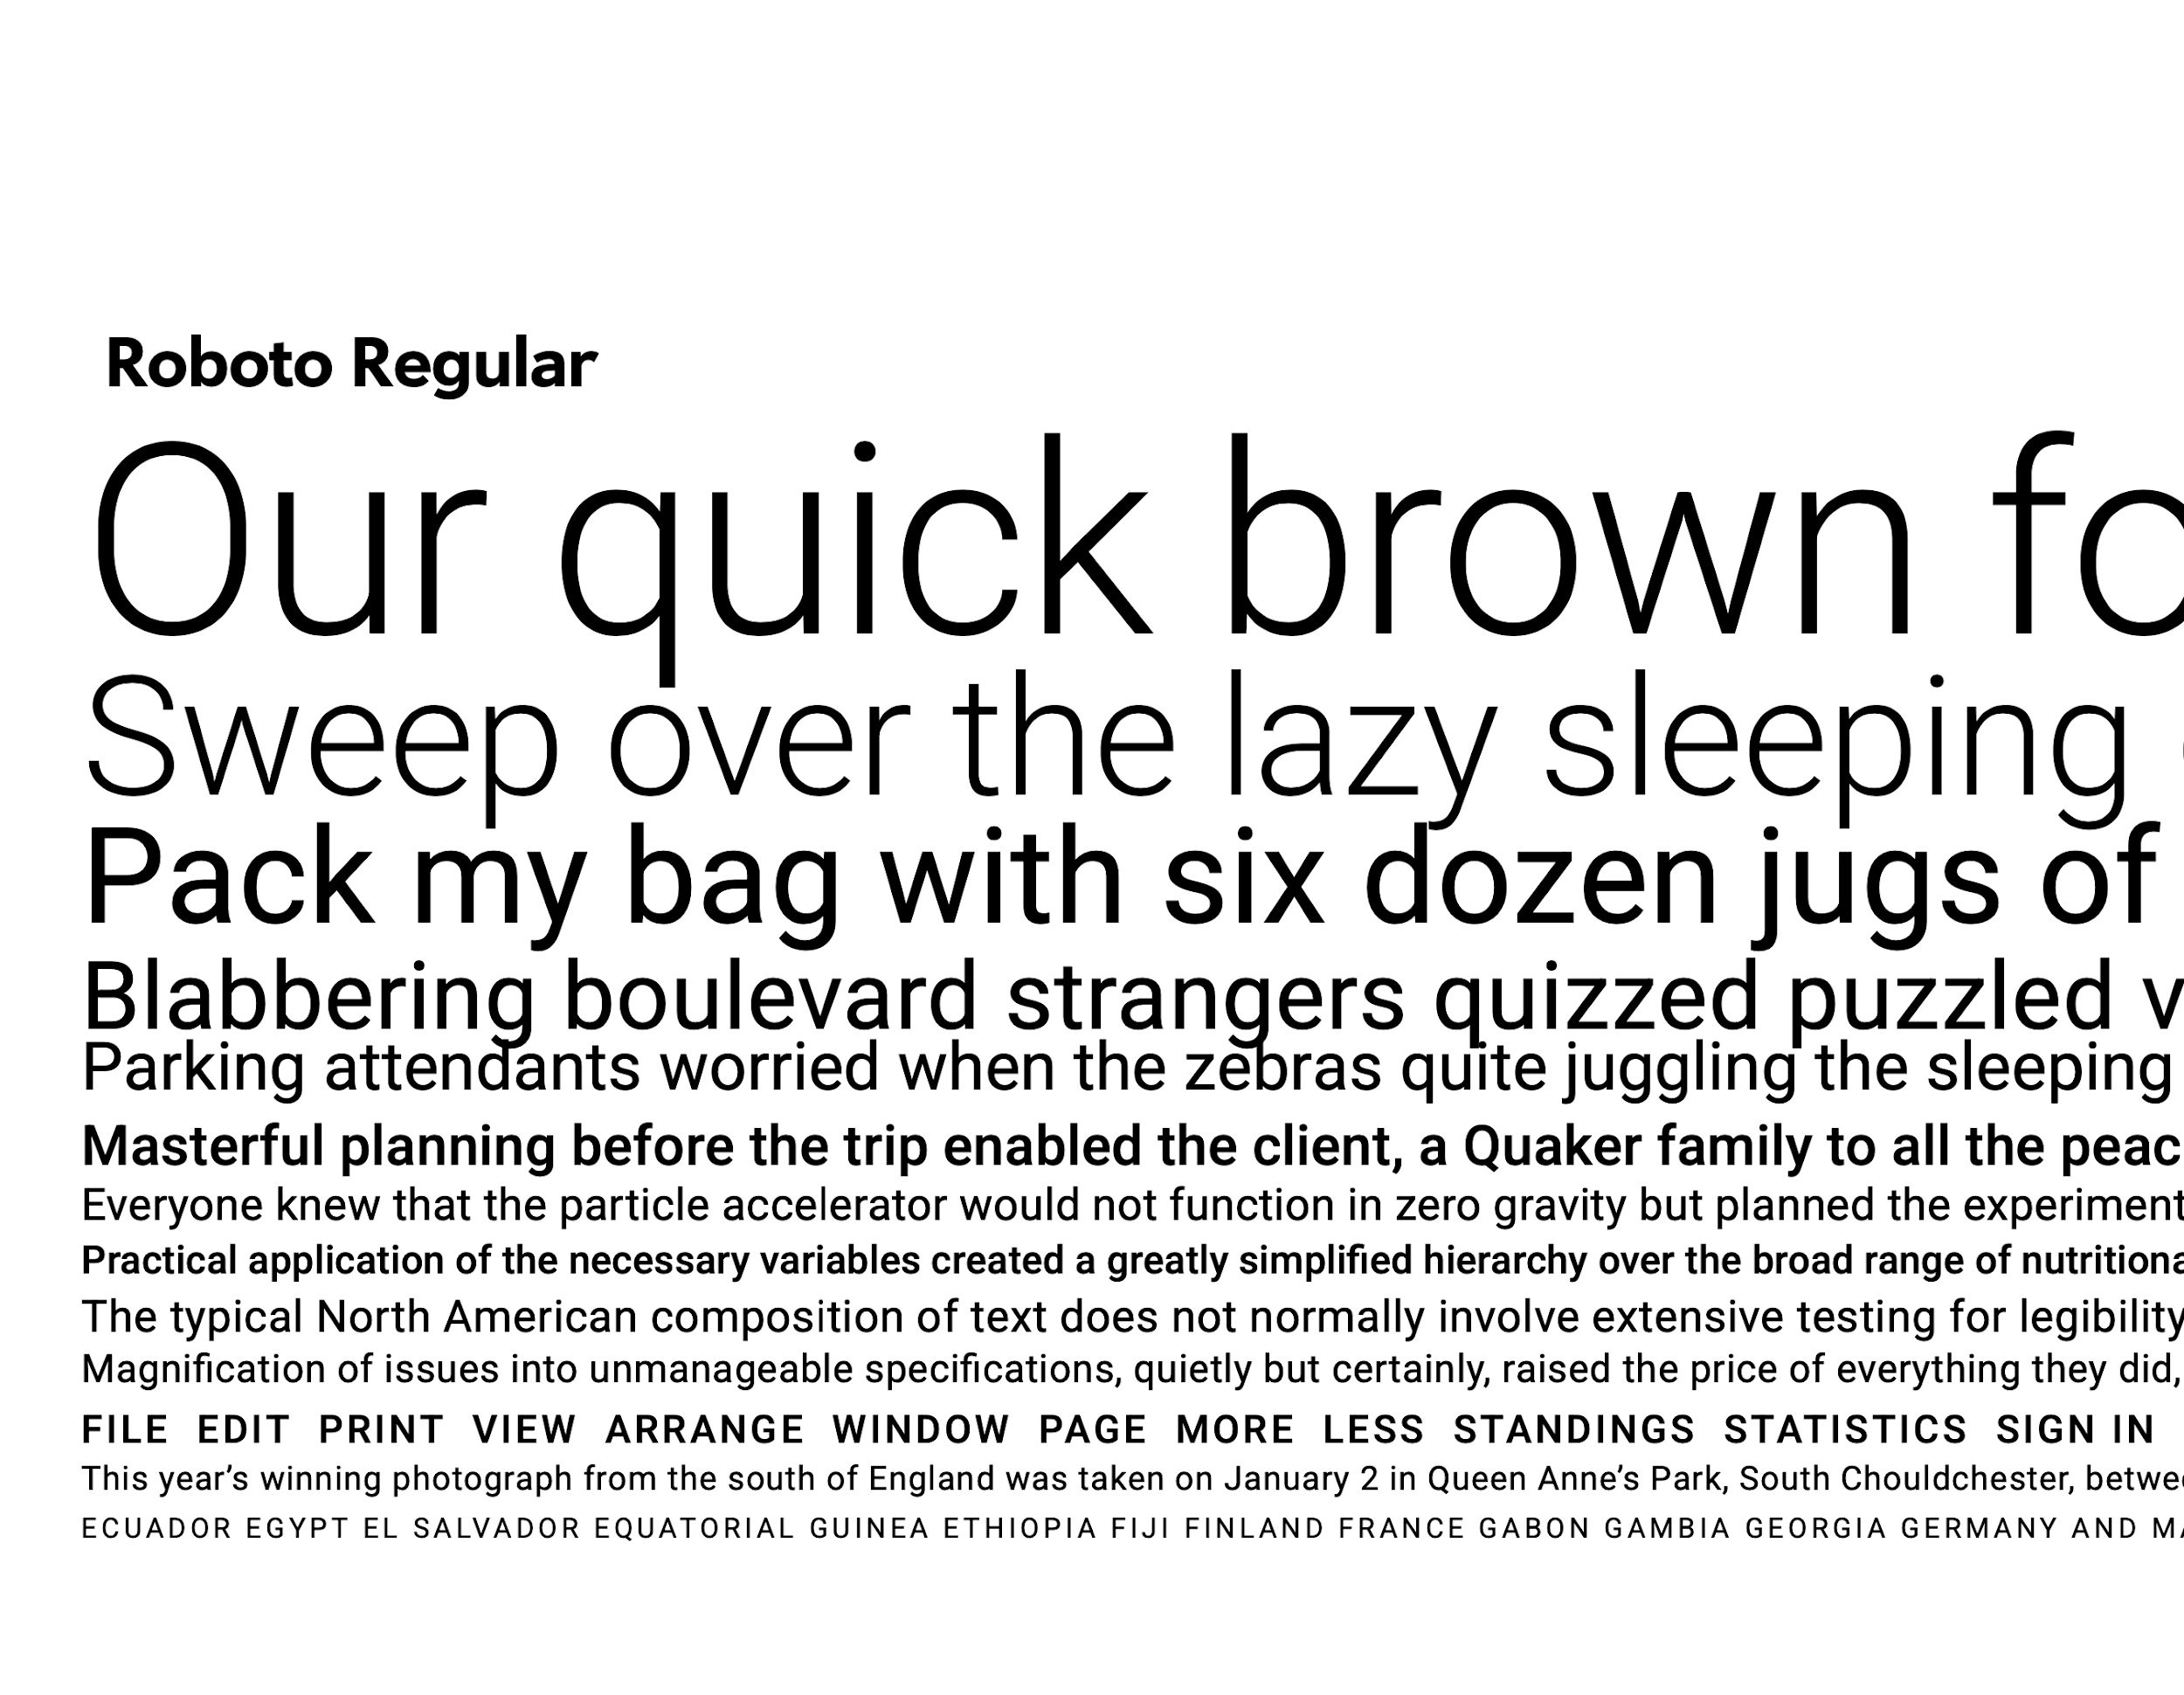 Roboto Regular
Our quick brown fo
Sweep over the lazy sleeping
Pack my bag with six dozen jugs of
Blabbering boulevard strangers quizzed puzzled v
Parking attendants worried when the zebras quite juggling the sleeping
Masterful planning before the trip enabled the client, a Quaker family to all the peac
Everyone knew that the particle accelerator would not function in zero gravity but planned the experiment
Practical application of the necessary variables created a greatly simplified hierarchy over the broad range of nutritiona
The typical North American composition of text does not normally involve extensive testing for legibility
Magnification of issues into unmanageable specifications, quietly but certainly, raised the price of everything they did,
FILE EDIT PRINT VIEW ARRANGE WINDOW PAGE MORE LESS STANDINGS STATISTICS SIGN IN
This year’s winning photograph from the south of England was taken on January 2 in Queen Anne’s Park, South Chouldchester, betwe
ECUADOR EGYPT EL SALVADOR EQUATORIAL GUINEA ETHIOPIA FIJI FINLAND FRANCE GABON GAMBIA GEORGIA GERMANY AND MA